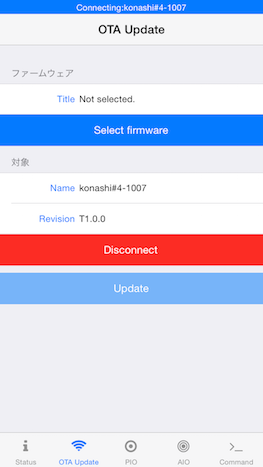 Connecting:konashi#4-1007
OTA Update
ファームウェア
Title Not selected.
Select firmware
対象
Name konashi#4-1007
Revision T1.0.0
Disconnect
Update
Status OTA Update PIO AIO Command